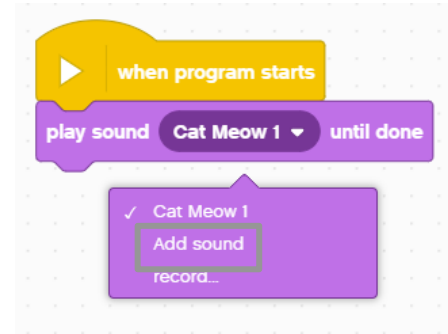 when program starts
play sound Cat Meow 1 until done
✓ Cat Meow 1
Add sound
record...